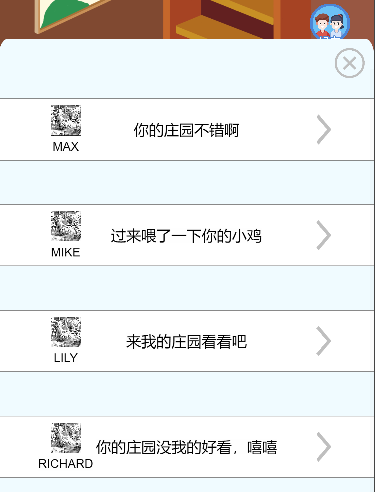 你的庄园不错啊
MAX
过来喂了一下你的小鸡
MIKE
来我的庄园看看吧
LILY
你的庄园没我的好看，嘻嘻
RICHARD